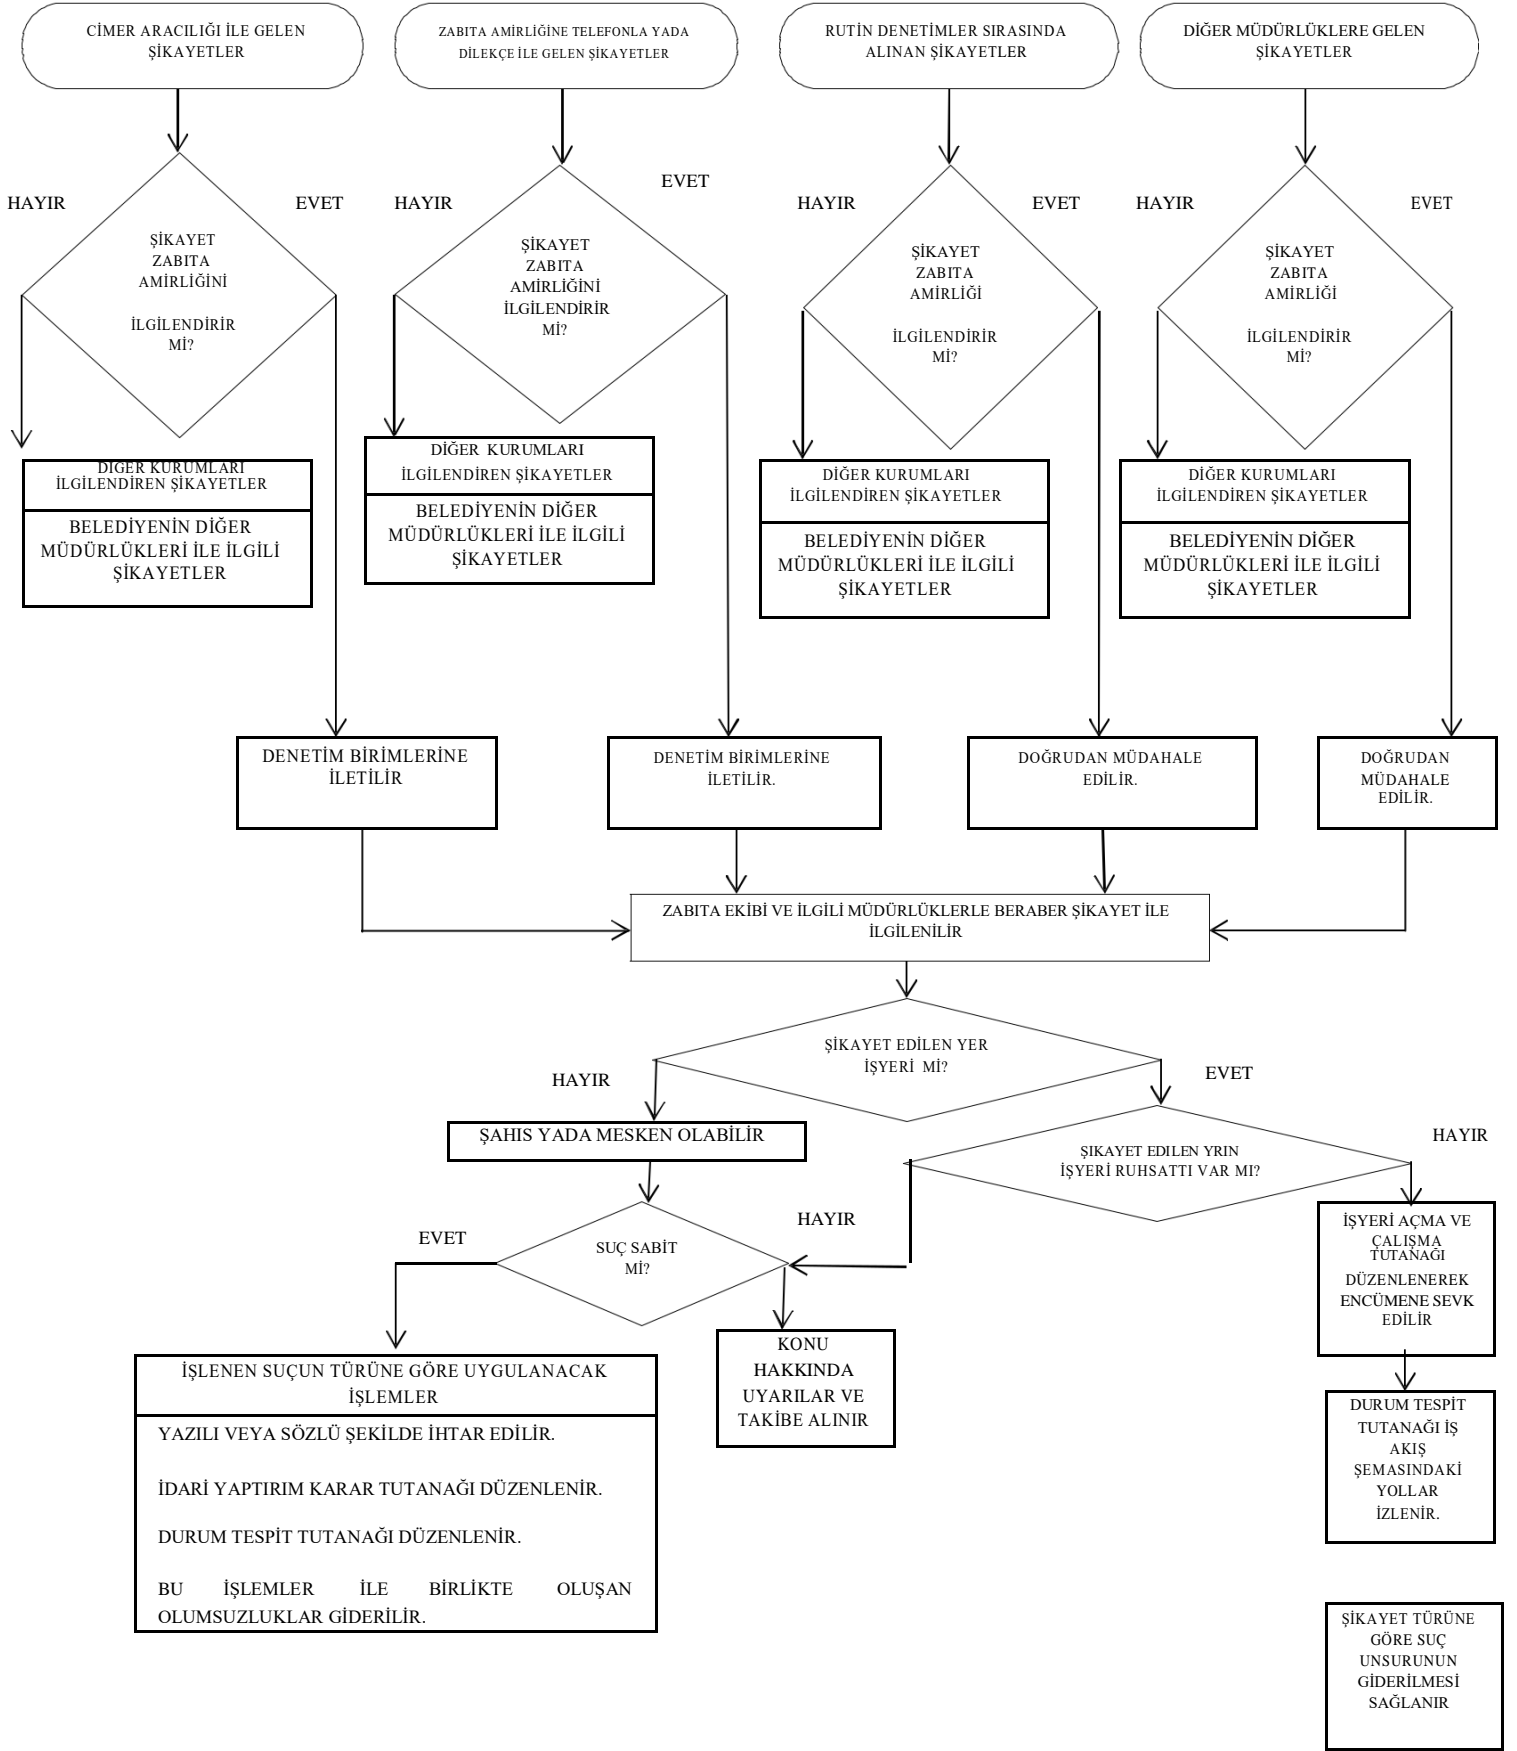 CİMER ARACILIĞI İLE GELEN
ŞİKAYETLER
ZABITA AMİRLİĞİNE TELEFONLA YADA
DİLEKÇE İLE GELEN ŞİKAYETLER
RUTİN DENETİMLER SIRASINDA
ALINAN ŞİKAYETLER
DİĞER MÜDÜRLÜKLERE GELEN
ŞİKAYETLER
HAYIR
EVET
ŞİKAYET
ZABITA
AMİRLİĞİNİ
İLGİLENDİRİR
Mİ?
HAYIR
EVET
ŞİKAYET
ZABITA
AMİRLİĞİNİ
İLGİLENDİRİR
Mİ?
HAYIR
EVET
ŞİKAYET
ZABITA
AMİRLİĞİ
İLGİLENDİRİR
Mİ?
HAYIR
EVET
ŞİKAYET
ZABITA
AMİRLİĞİ
İLGİLENDİRİR
Mİ?
DİĞER KURUMLARI
İLGİLENDİREN ŞİKAYETLER
BELEDİYENİN DİĞER
MÜDÜRLÜKLERİ İLE İLGİLİ
ŞİKAYETLER
DİĞER KURUMLARI
İLGİLENDİREN ŞİKAYETLER
BELEDİYENİN DİĞER
MÜDÜRLÜKLERİ İLE İLGİLİ
ŞİKAYETLER
DİĞER KURUMLARI
İLGİLENDİREN ŞİKAYETLER
BELEDİYENİN DİĞER
MÜDÜRLÜKLERİ İLE İLGİLİ
ŞİKAYETLER
DİĞER KURUMLARI
İLGİLENDİREN ŞİKAYETLER
BELEDİYENİN DİĞER
MÜDÜRLÜKLERİ İLE İLGİLİ
ŞİKAYETLER
DENETİM BİRİMLERİNE
İLETİLİR
DENETİM BİRİMLERİNE
İLETİLİR.
DOĞRUDAN MÜDAHALE
EDİLİR.
DOĞRUDAN
MÜDAHALE
EDİLİR.
ZABITA EKİBİ VE İLGİLİ MÜDÜRLÜKLERLE BERABER ŞİKAYET İLE
İLGİLENİLİR
ŞİKAYET EDİLEN YER
İŞYERİ Mİ?
HAYIR
EVET
ŞAHIS YADA MESKEN OLABİLİR
ŞIKAYET EDILEN YRIN
İŞYERİ RUHSATTI VAR MI?
HAYIR
HAYIR
EVET
SUÇ SABİT
Mİ?
İŞYERİ AÇMA VE
ÇALIŞMA
TUTANAĞI
DÜZENLENEREK
ENCÜMENE SEVK
EDİLİR
KONU
HAKKINDA
UYARILAR VE
TAKİBE ALINIR
İŞLENEN SUÇUN TÜRÜNE GÖRE UYGULANACAK
İŞLEMLER
YAZILI VEYA SÖZLÜ ŞEKİLDE İHTAR EDİLİR.
İDARİ YAPTIRIM KARAR TUTANAĞI DÜZENLENİR.
DURUM TESPİT TUTANAĞI DÜZENLENİR.
BU İŞLEMLER İLE BİRLİKTE OLUŞAN
OLUMSUZLUKLAR GİDERİLİR.
DURUM TESPİT
TUTANAĞI İŞ
AKIŞ
ŞEMASINDAKİ
YOLLAR
İZLENİR.
ŞİKAYET TÜRÜNE
GÖRE SUÇ
UNSURUNUN
GİDERİLMESİ
SAĞLANIR